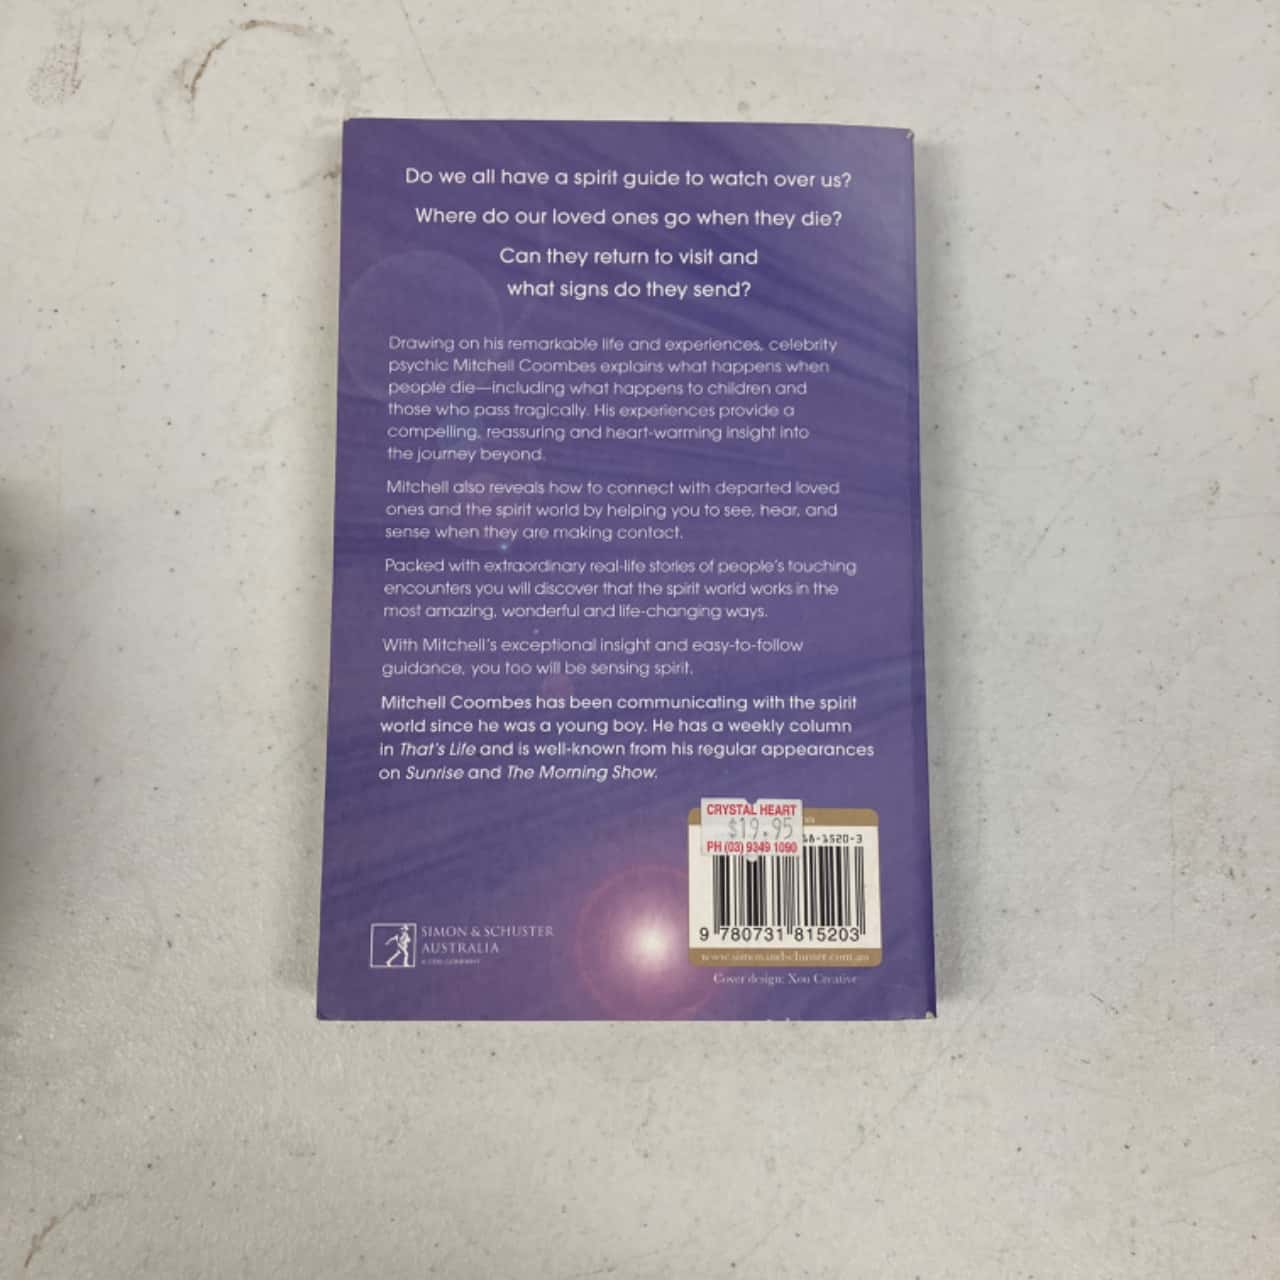 Do we all have a spirit guide to watch over us?
Where do our loved ones go when they die?
Can they return to visit and
what signs do they send?
Drawing on his remarkable life and experiences, celebrity
psychic Mitchell Coombes explains what happens when
people die—including what happens to children and
those who pass tragically. His experiences provide a
compelling, reassuring and heart-warming insight into
the journey beyond.
Mitchell also reveals how to connect with departed loved
ones and the spirit world by helping you to see, hear, and
sense when they are making contact.
Packed with extraordinary real-life stories of people's touching
encounters you will discover that the spirit world works in the
most amazing, wonderful and life-changing ways.
With Mitchell's exceptional insight and easy-to-follow
guidance, you too will be sensing spirit.
Mitchell Coombes has been communicating with the spirit
world since he was a young boy. He has a weekly column
in That's Life and is well-known from his regular appearances
on Sunrise and The Morning Show.
CRYSTAL HEART
$19.95
PH (03) 9349 1090
1520-3
9 780731 815203
www.simonandschuster.com.au
Cover design: Xou Creative
SIMON & SCHUSTER
AUSTRALIA
A CBS COMPANY